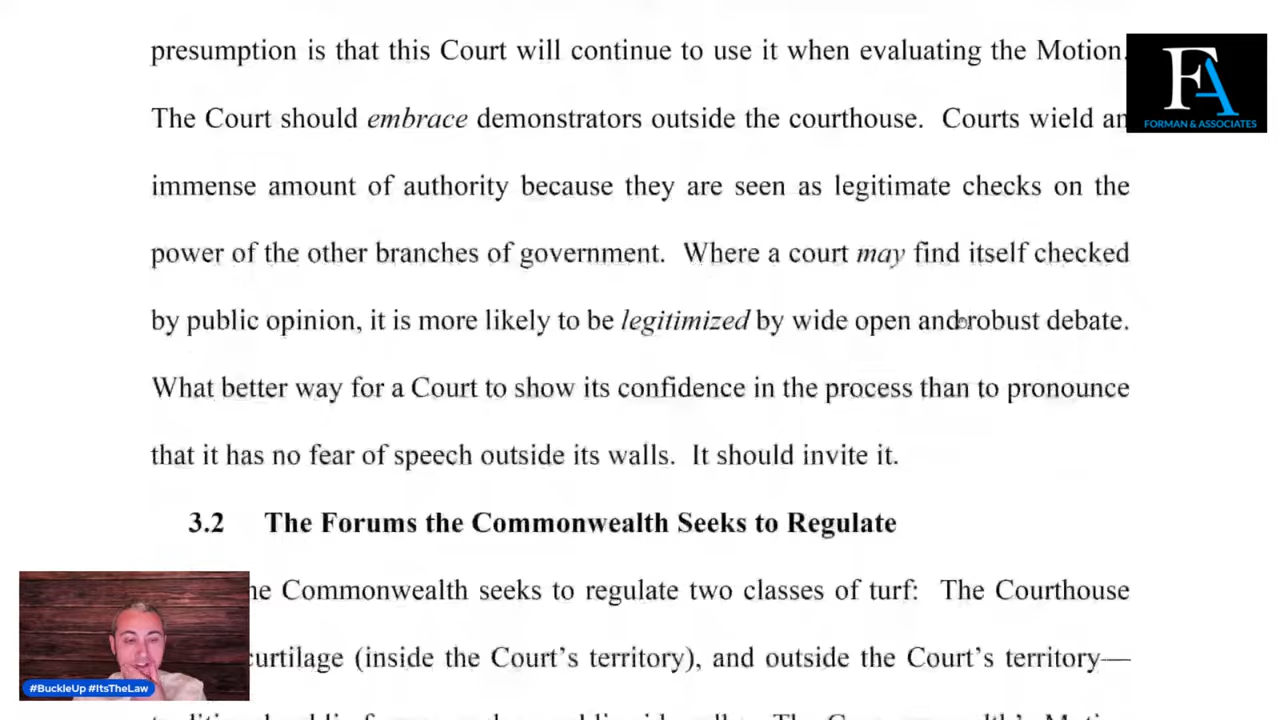 presumption is that this Court will continue to use it when evaluating the Motion.
The Court should embrace demonstrators outside the courthouse. Courts wield an
immense amount of authority because they are seen as legitimate checks on the
power of the other branches of government. Where a court may find itself checked
by public opinion, it is more likely to be legitimized by wide open and robust debate.
What better way for a Court to show its confidence in the process than to pronounce
that it has no fear of speech outside its walls. It should invite it.
3.2 The Forums the Commonwealth Seeks to Regulate
Commonwealth seeks to regulate two classes of turf: The Courthouse
curtilage (inside the Court's territory), and outside the Court's territory—
FA
FORMAN & ASSOCIATES
#BuckleUp #ItsTheLaw